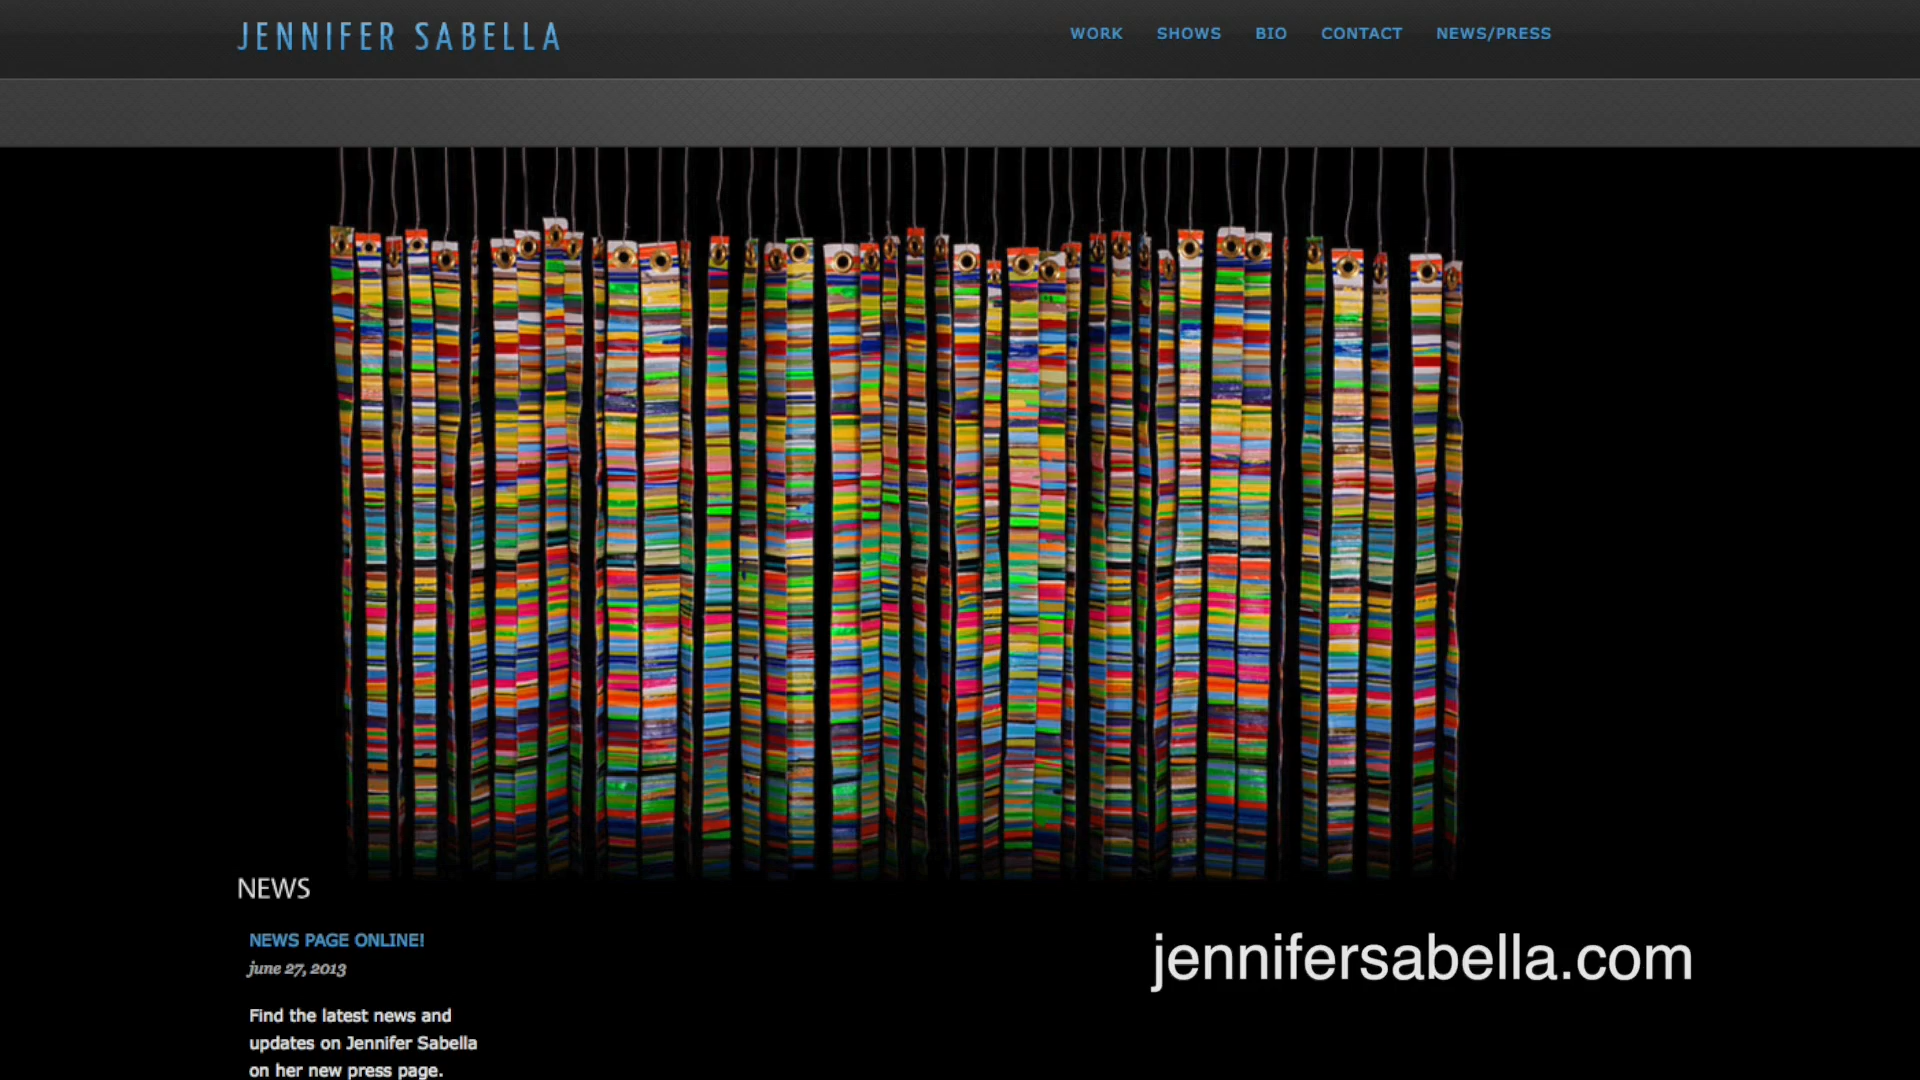 JENNIFER SABELLA
WORK SHOWS BIO CONTACT NEWS/PRESS
NEWS
NEWS PAGE ONLINE!
june 27, 2013
Find the latest news and
updates on Jennifer Sabella
on her new press page.
jennifersabella.com